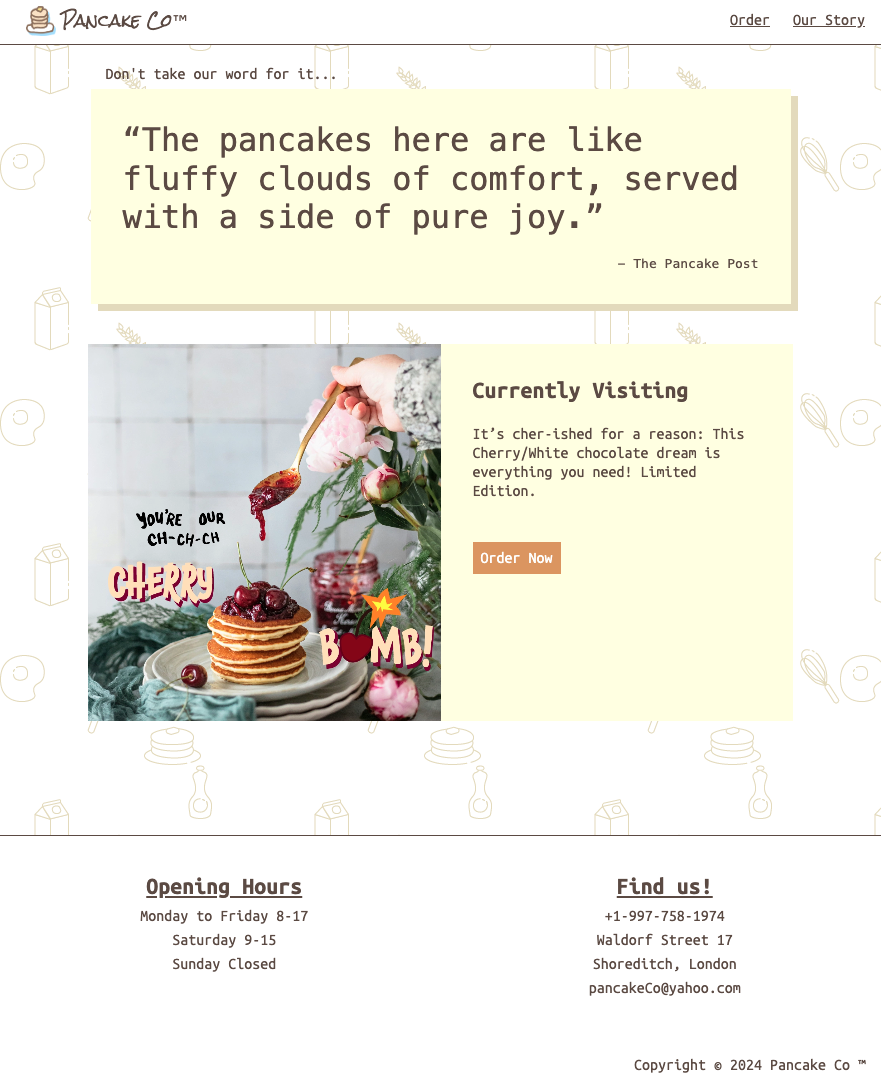 Pancake Co™
Order Our Story
Don't take our word for it...
“The pancakes here are like
fluffy clouds of comfort, served
with a side of pure joy.”
— The Pancake Post
Currently Visiting
It’s cher-ished for a reason: This
Cherry/White chocolate dream is
everything you need! Limited
Edition.
Order Now
YOU'RE OUR
CH-CH-CH
CHERRY
BOMB!
Opening Hours
Monday to Friday 8-17
Saturday 9-15
Sunday Closed
Find us!
+1-997-758-1974
Waldorf Street 17
Shoreditch, London
pancakeCo@yahoo.com
Copyright © 2024 Pancake Co ™